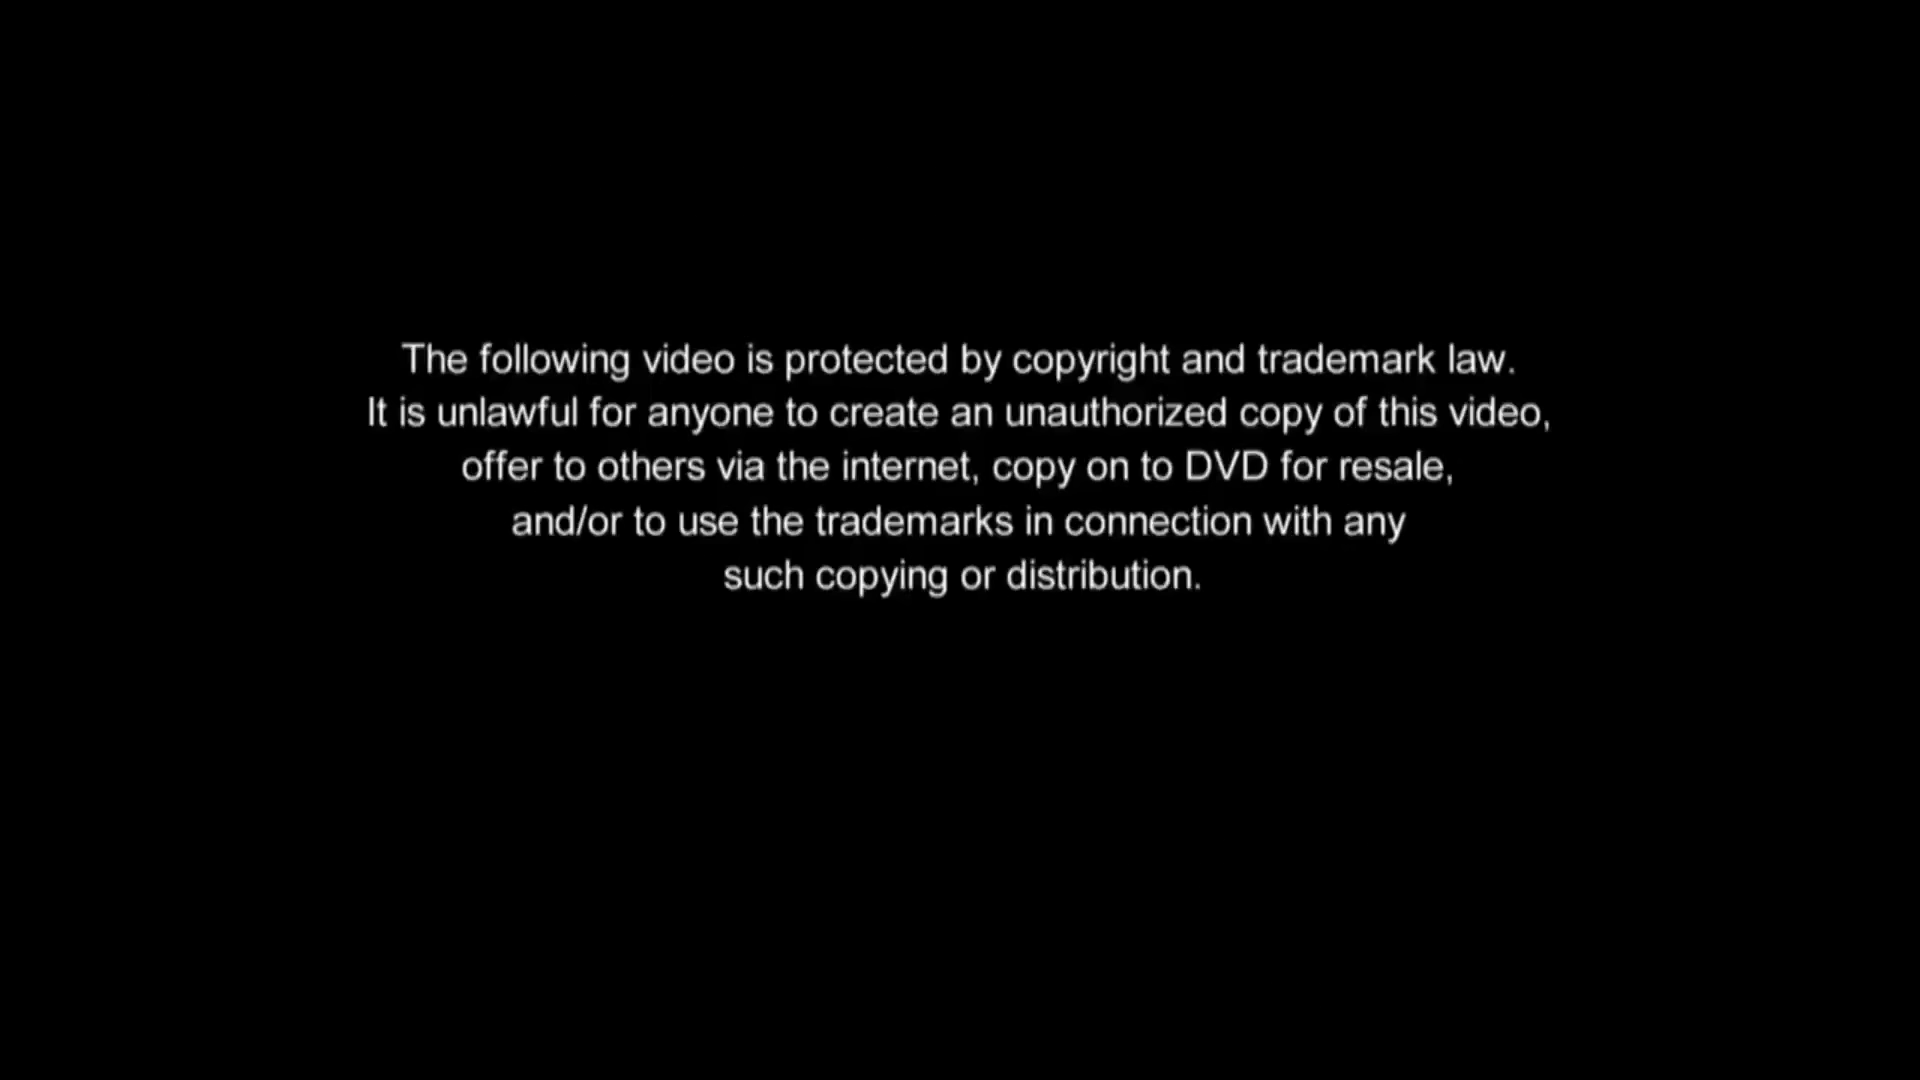 The following video is protected by copyright and trademark law.
It is unlawful for anyone to create an unauthorized copy of this video,
offer to others via the internet, copy on to DVD for resale,
and/or to use the trademarks in connection with any
such copying or distribution.